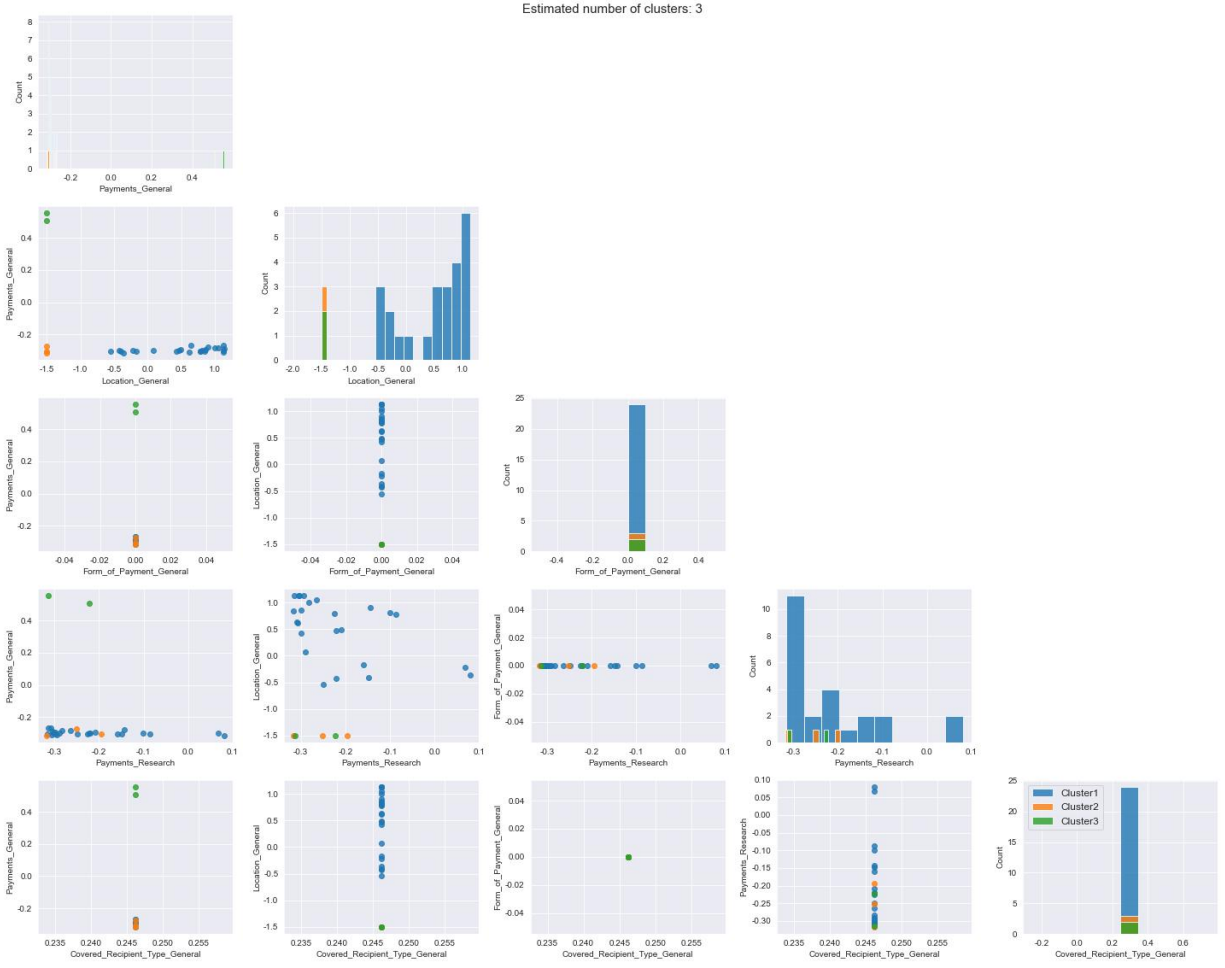 Estimated number of clusters: 3
8
7
6
5
4
3
2
1
0
Count
-0.2 0.0 0.2 0.4
Payments_General
0.4
0.2
0.0
-0.2
Payments_General
-1.5 -1.0 -0.5 0.0 0.5 1.0
Location_General
6
5
4
3
2
1
0
Count
-2.0 -1.5 -1.0 -0.5 0.0 0.5 1.0
Location_General
0.4
0.2
0.0
-0.2
Payments_General
-0.04 -0.02 0.00 0.02 0.04
Form_of_Payment_General
1.0
0.5
0.0
-0.5
-1.0
-1.5
Location_General
-0.04 -0.02 0.00 0.02 0.04
Form_of_Payment_General
25
20
15
10
5
0
Count
-0.4 -0.2 0.0 0.2 0.4
Form_of_Payment_General
0.4
0.2
0.0
-0.2
Payments_General
-0.3 -0.2 -0.1 0.0 0.1
Payments_Research
1.0
0.5
0.0
-0.5
-1.0
-1.5
Location_General
-0.3 -0.2 -0.1 0.0 0.1
Payments_Research
0.04
0.02
0.00
-0.02
-0.04
Form_of_Payment_General
-0.3 -0.2 -0.1 0.0 0.1
Payments_Research
10
8
6
4
2
0
Count
-0.3 -0.2 -0.1 0.0 0.1
Payments_Research
0.4
0.2
0.0
-0.2
Payments_General
0.235 0.240 0.245 0.250 0.255
Covered_Recipient_Type_General
1.0
0.5
0.0
-0.5
-1.0
-1.5
Location_General
0.235 0.240 0.245 0.250 0.255
Covered_Recipient_Type_General
0.04
0.02
0.00
-0.02
-0.04
Form_of_Payment_General
0.235 0.240 0.245 0.250 0.255
Covered_Recipient_Type_General
0.10
0.05
0.00
-0.05
-0.10
-0.15
-0.20
-0.25
-0.30
Payments_Research
0.235 0.240 0.245 0.250 0.255
Covered_Recipient_Type_General
25
20
15
10
5
0
Count
Cluster1
Cluster2
Cluster3
-0.2 0.0 0.2 0.4 0.6
Covered_Recipient_Type_General